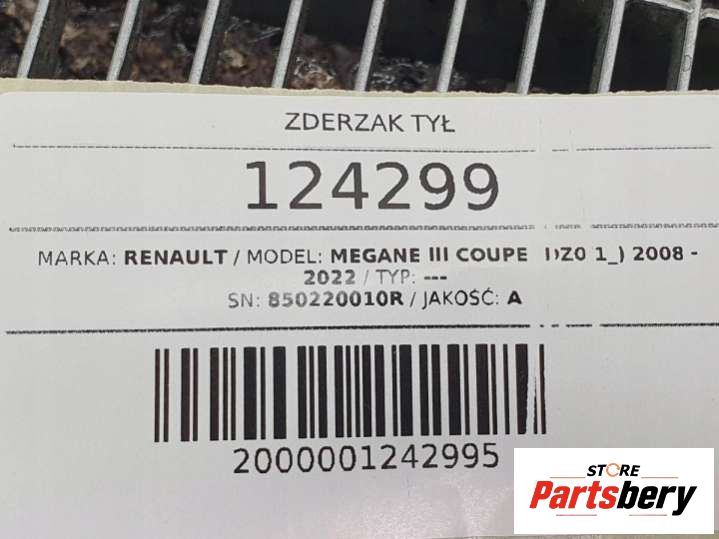 ZDERZAK TYŁ
124299
MARKA: RENAULT / MODEL: MEGANE III COUPE 1_) 2008 -
2022 / TYP: ---
SN: 850220010R / JAKOŚĆ: A
2000001242995
STORE
Partsbery